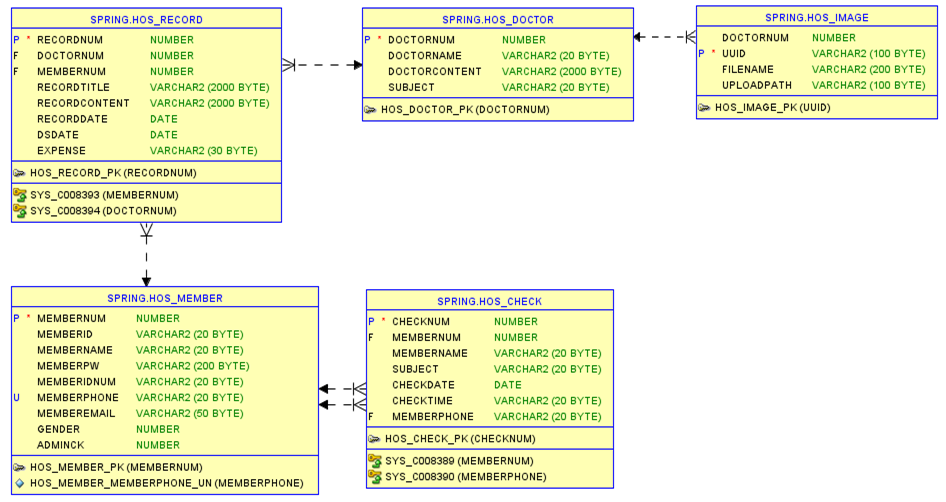 SPRING.HOS_RECORD
P * RECORDNUM NUMBER
F DOCTORNUM NUMBER
F MEMBERNUM NUMBER
RECORDTITLE VARCHAR2 (2000 BYTE)
RECORDCONTENT VARCHAR2 (2000 BYTE)
RECORDDATE DATE
DSDATE DATE
EXPENSE VARCHAR2 (30 BYTE)
HOS_RECORD_PK (RECORDNUM)
SYS_C008393 (MEMBERNUM)
SYS_C008394 (DOCTORNUM)
SPRING.HOS_DOCTOR
P * DOCTORNUM NUMBER
DOCTORNAME VARCHAR2 (20 BYTE)
DOCTORCONTENT VARCHAR2 (2000 BYTE)
SUBJECT VARCHAR2 (20 BYTE)
HOS_DOCTOR_PK (DOCTORNUM)
SPRING.HOS_IMAGE
DOCTORNUM NUMBER
P * UUID VARCHAR2 (100 BYTE)
FILENAME VARCHAR2 (200 BYTE)
UPLOADPATH VARCHAR2 (100 BYTE)
HOS_IMAGE_PK (UUID)
SPRING.HOS_MEMBER
P * MEMBERNUM NUMBER
MEMBERID VARCHAR2 (20 BYTE)
MEMBERNAME VARCHAR2 (20 BYTE)
MEMBERPW VARCHAR2 (200 BYTE)
MEMBERIDNUM VARCHAR2 (20 BYTE)
U MEMBERPHONE VARCHAR2 (20 BYTE)
MEMBEREMAIL VARCHAR2 (50 BYTE)
GENDER NUMBER
ADMINCK NUMBER
HOS_MEMBER_PK (MEMBERNUM)
HOS_MEMBER_MEMBERPHONE_UN (MEMBERPHONE)
SPRING.HOS_CHECK
P * CHECKNUM NUMBER
F MEMBERNUM NUMBER
MEMBERNAME VARCHAR2 (20 BYTE)
SUBJECT VARCHAR2 (20 BYTE)
CHECKDATE DATE
CHECKTIME VARCHAR2 (20 BYTE)
F MEMBERPHONE VARCHAR2 (20 BYTE)
HOS_CHECK_PK (CHECKNUM)
SYS_C008389 (MEMBERNUM)
SYS_C008390 (MEMBERPHONE)